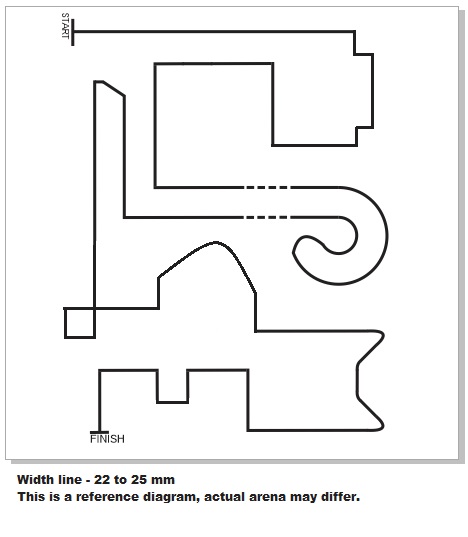 START
FINISH
Width line - 22 to 25 mm
This is a reference diagram, actual arena may differ.